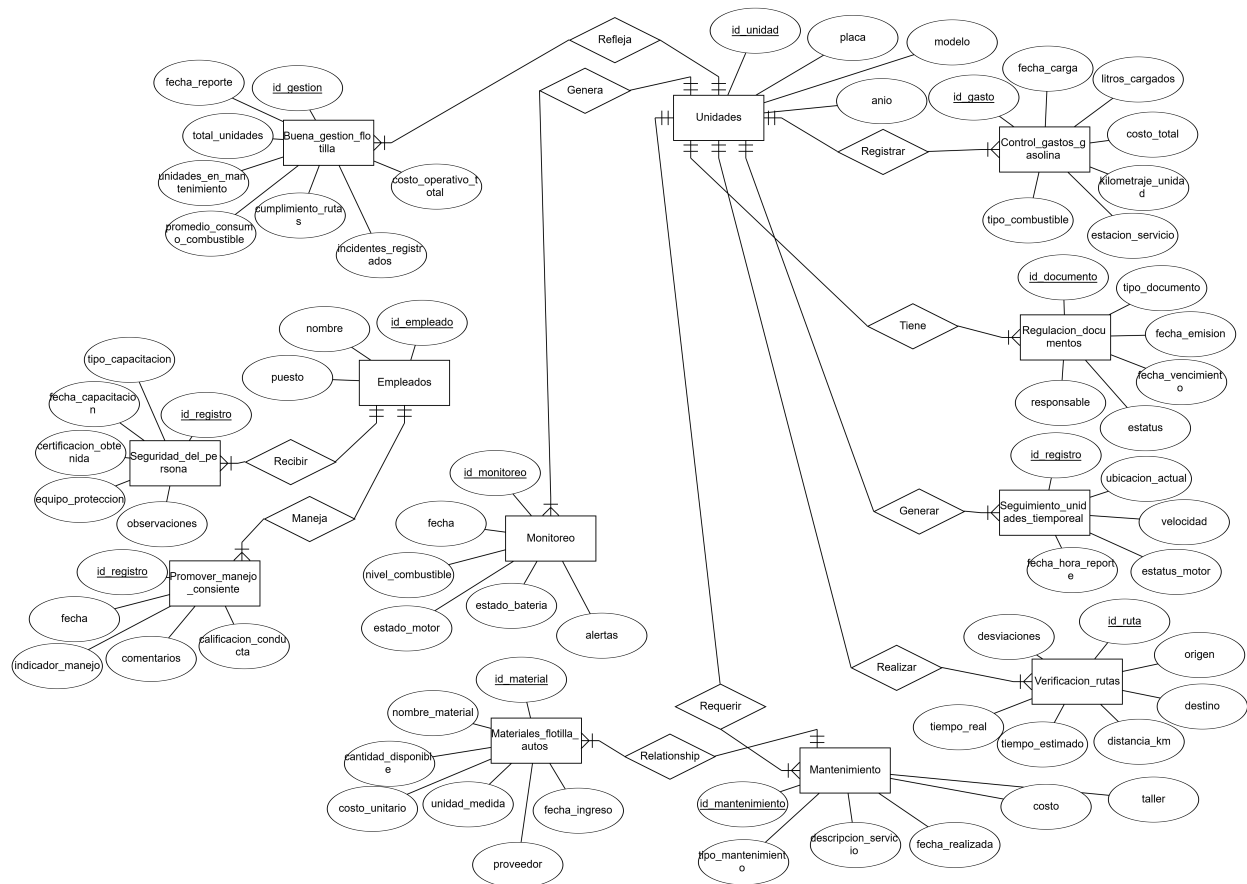 id_unidad
placa
modelo
anio
Refleja
Genera
Unidades
fecha_reporte
id_gestion
total_unidades
Buena_gestion_flo
tilla
unidades_en_man
tenimiento
cumplimiento_ruta
s
costo_operativo_t
otal
promedio_consum
o_combustible
incidentes_registr
ados
fecha_carga
litros_cargados
id_gasto
costo_total
Registrar
Control_gastos_g
asolina
kilometraje_unida
d
tipo_combustible
estacion_servicio
id_documento
tipo_documento
fecha_emision
Tiene
Regulacion_docu
mentos
fecha_vencimient
o
responsable
estatus
nombre
id_empleado
puesto
Empleados
tipo_capacitacion
fecha_capacitacio
n
id_registro
certificacion_obte
nida
Seguridad_del_pe
rsona
Recibir
equipo_proteccion
observaciones
Maneja
id_registro
Promover_manejo
_consiente
fecha
indicador_manejo
comentarios
calificacion_condu
cta
id_monitoreo
fecha
Monitoreo
nivel_combustible
estado_bateria
estado_motor
alertas
id_registro
ubicacion_actual
Generar
Seguimiento_unid
ades_tiemporeal
velocidad
fecha_hora_report
e
estatus_motor
desviaciones
id_ruta
origen
Realizar
Verificacion_rutas
destino
tiempo_real
tiempo_estimado
distancia_km
id_material
nombre_material
Materiales_flotilla_
autos
cantidad_disponib
le
costo_unitario
unidad_medida
fecha_ingreso
proveedor
Requerir
Relationship
Mantenimiento
id_mantenimiento
costo
taller
tipo_mantenimient
o
descripcion_servic
io
fecha_realizada